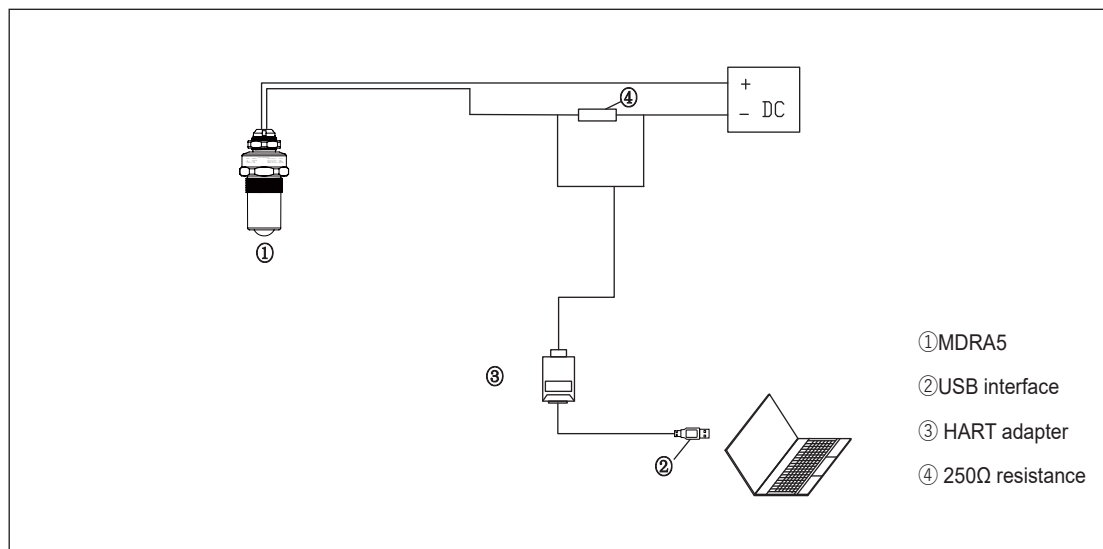 +
④
− DC
①
③
②
①MDRA5
②USB interface
③ HART adapter
④ 250Ω resistance